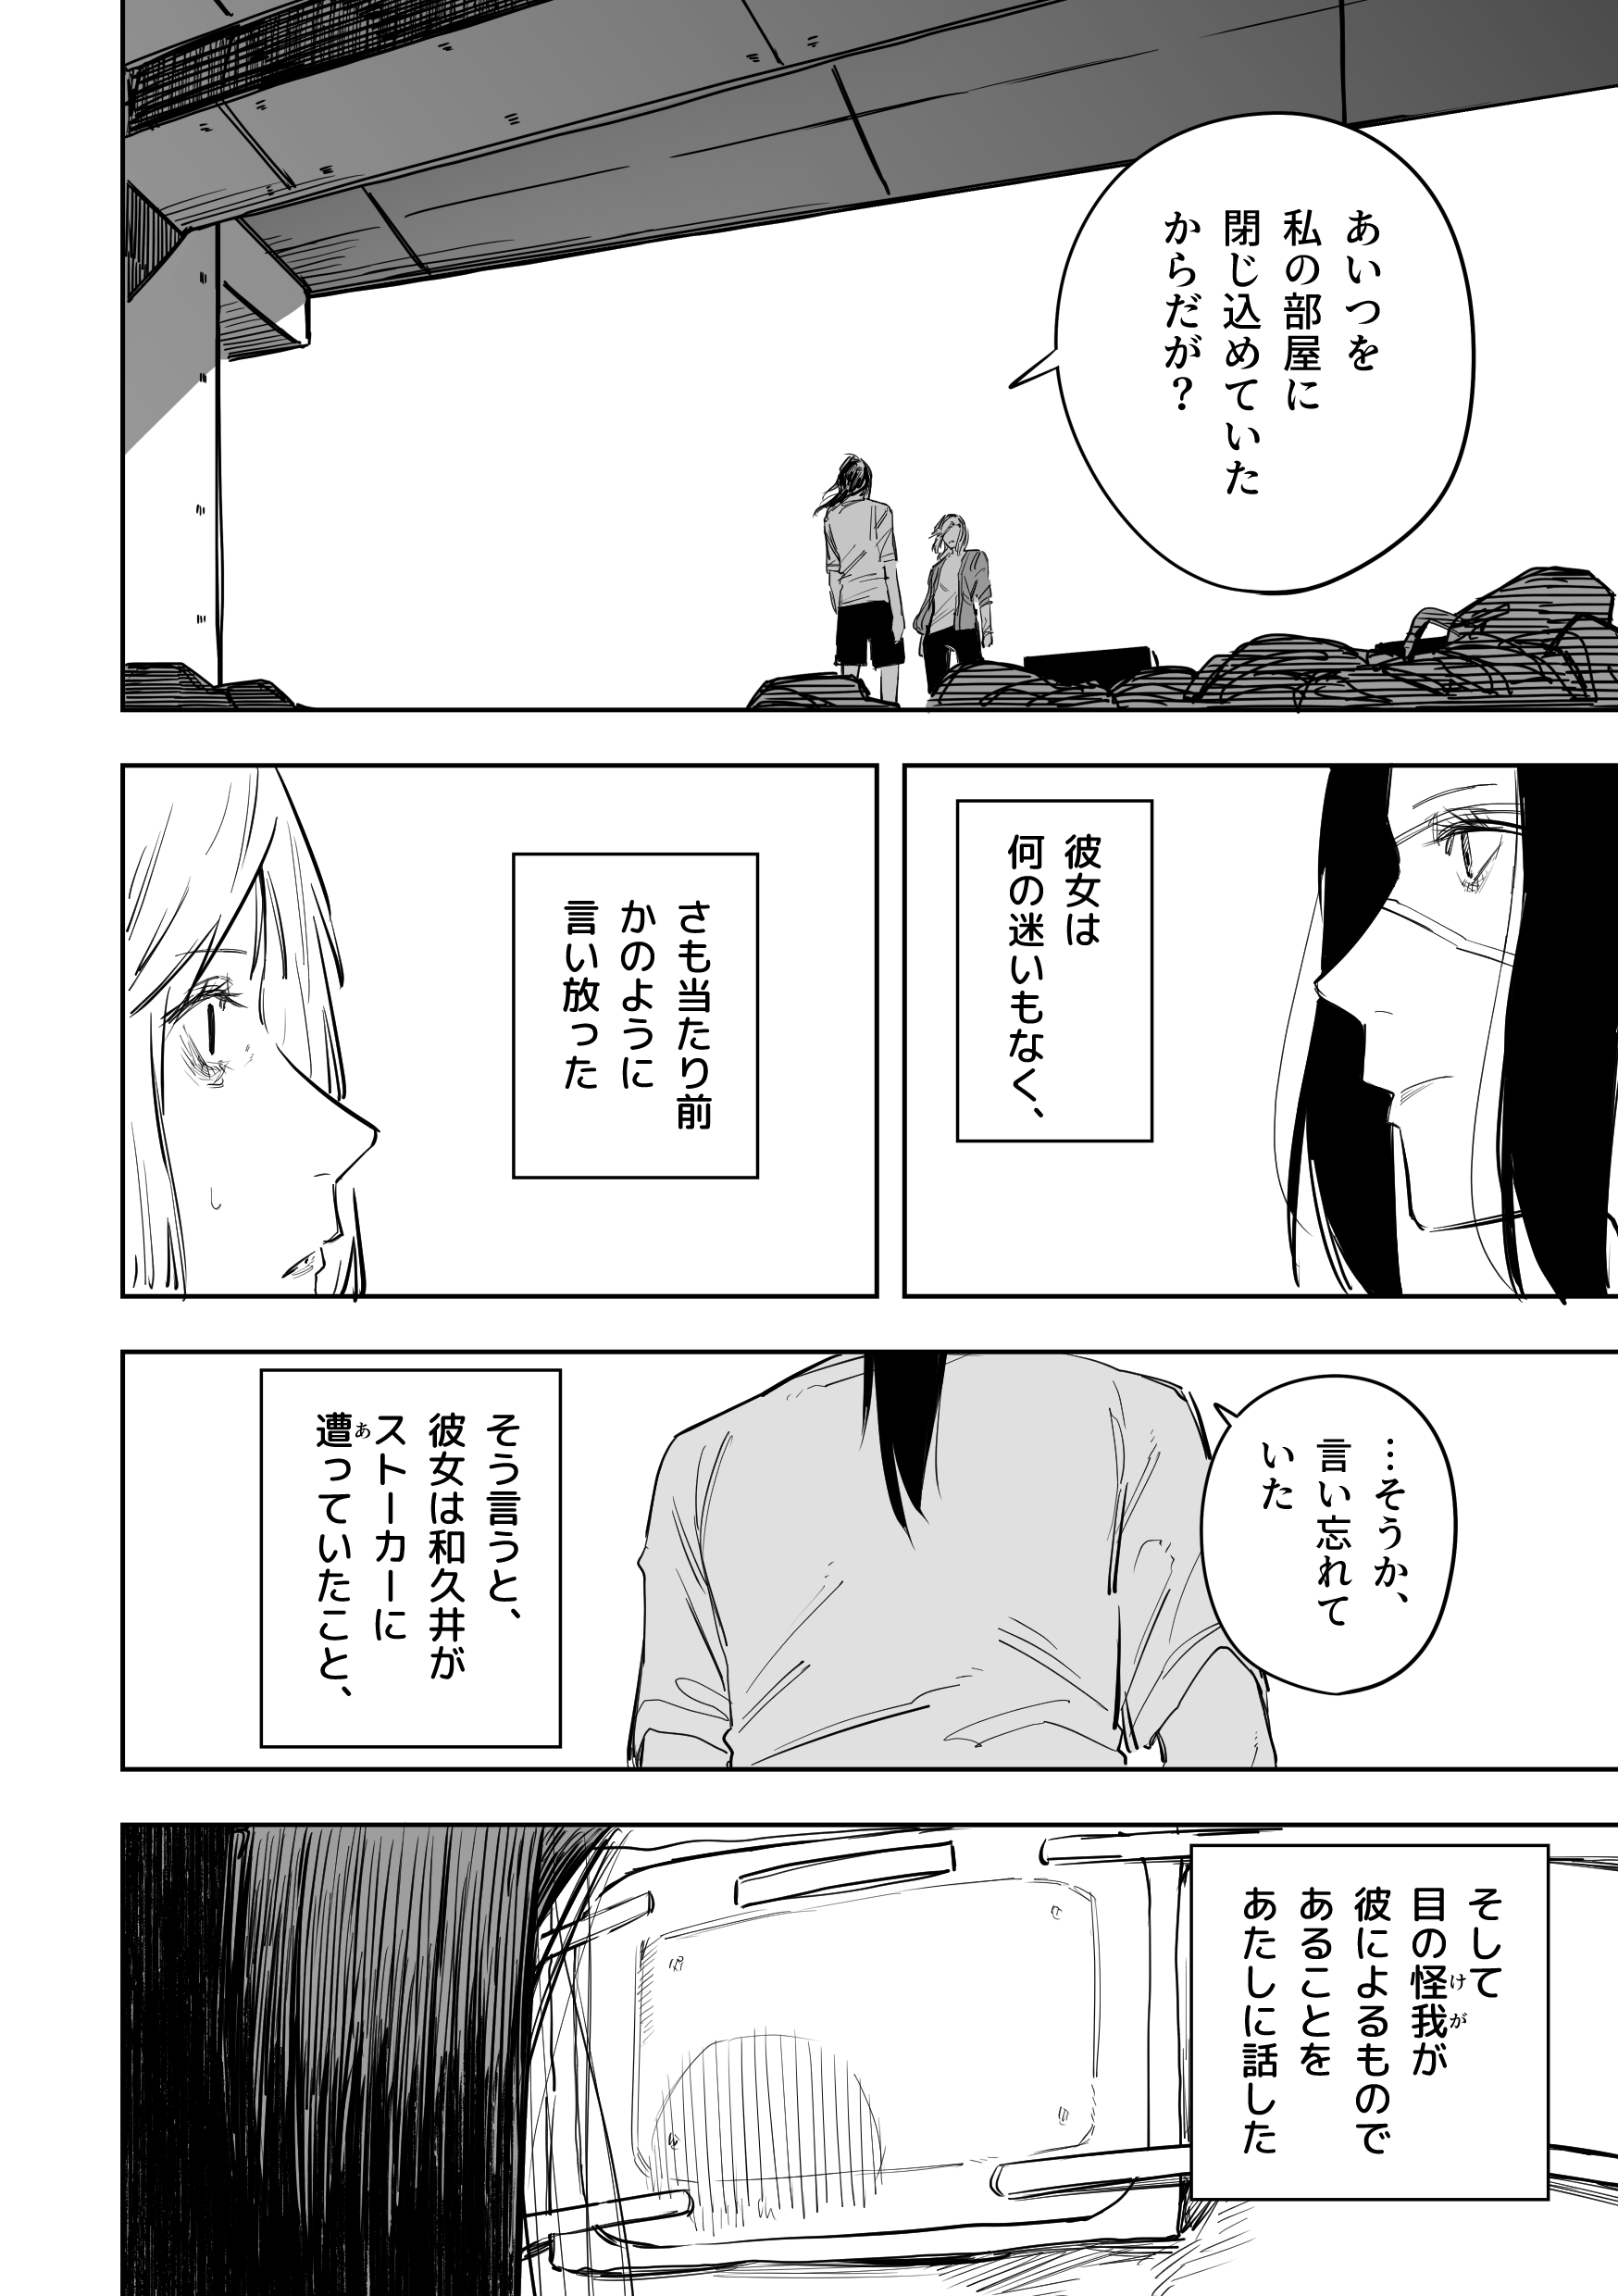 あいつを
私の部屋に
閉じ込めていた
からだが?
彼女は
何の迷いもなく、
さも当たり前
かのように
言い放った
…そうか、
言い忘れて
いた
そう言うと、
彼女は和久井が
ストーカーに
遭っていたこと、
あ
そして
目の怪我が
けが
彼によるもので
あることを
あたしに話した